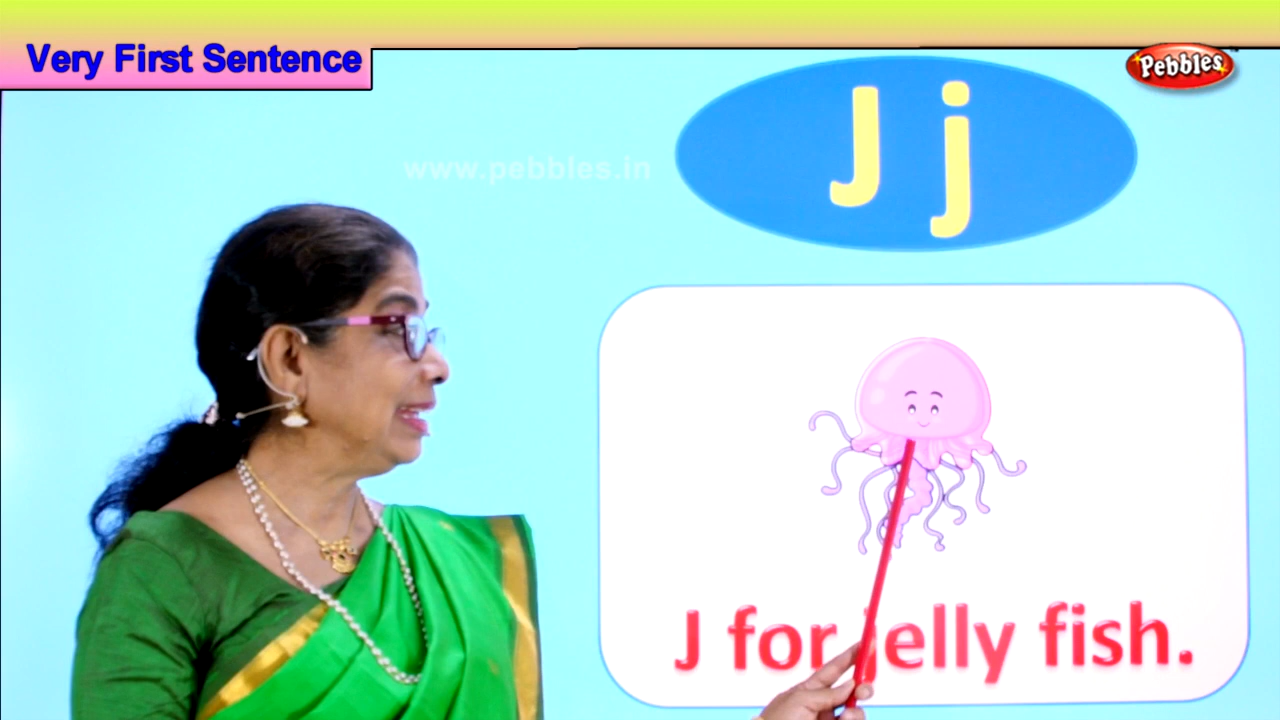 Very First Sentence
Pebbles
J j
www.pebbles.in
J for jelly fish.